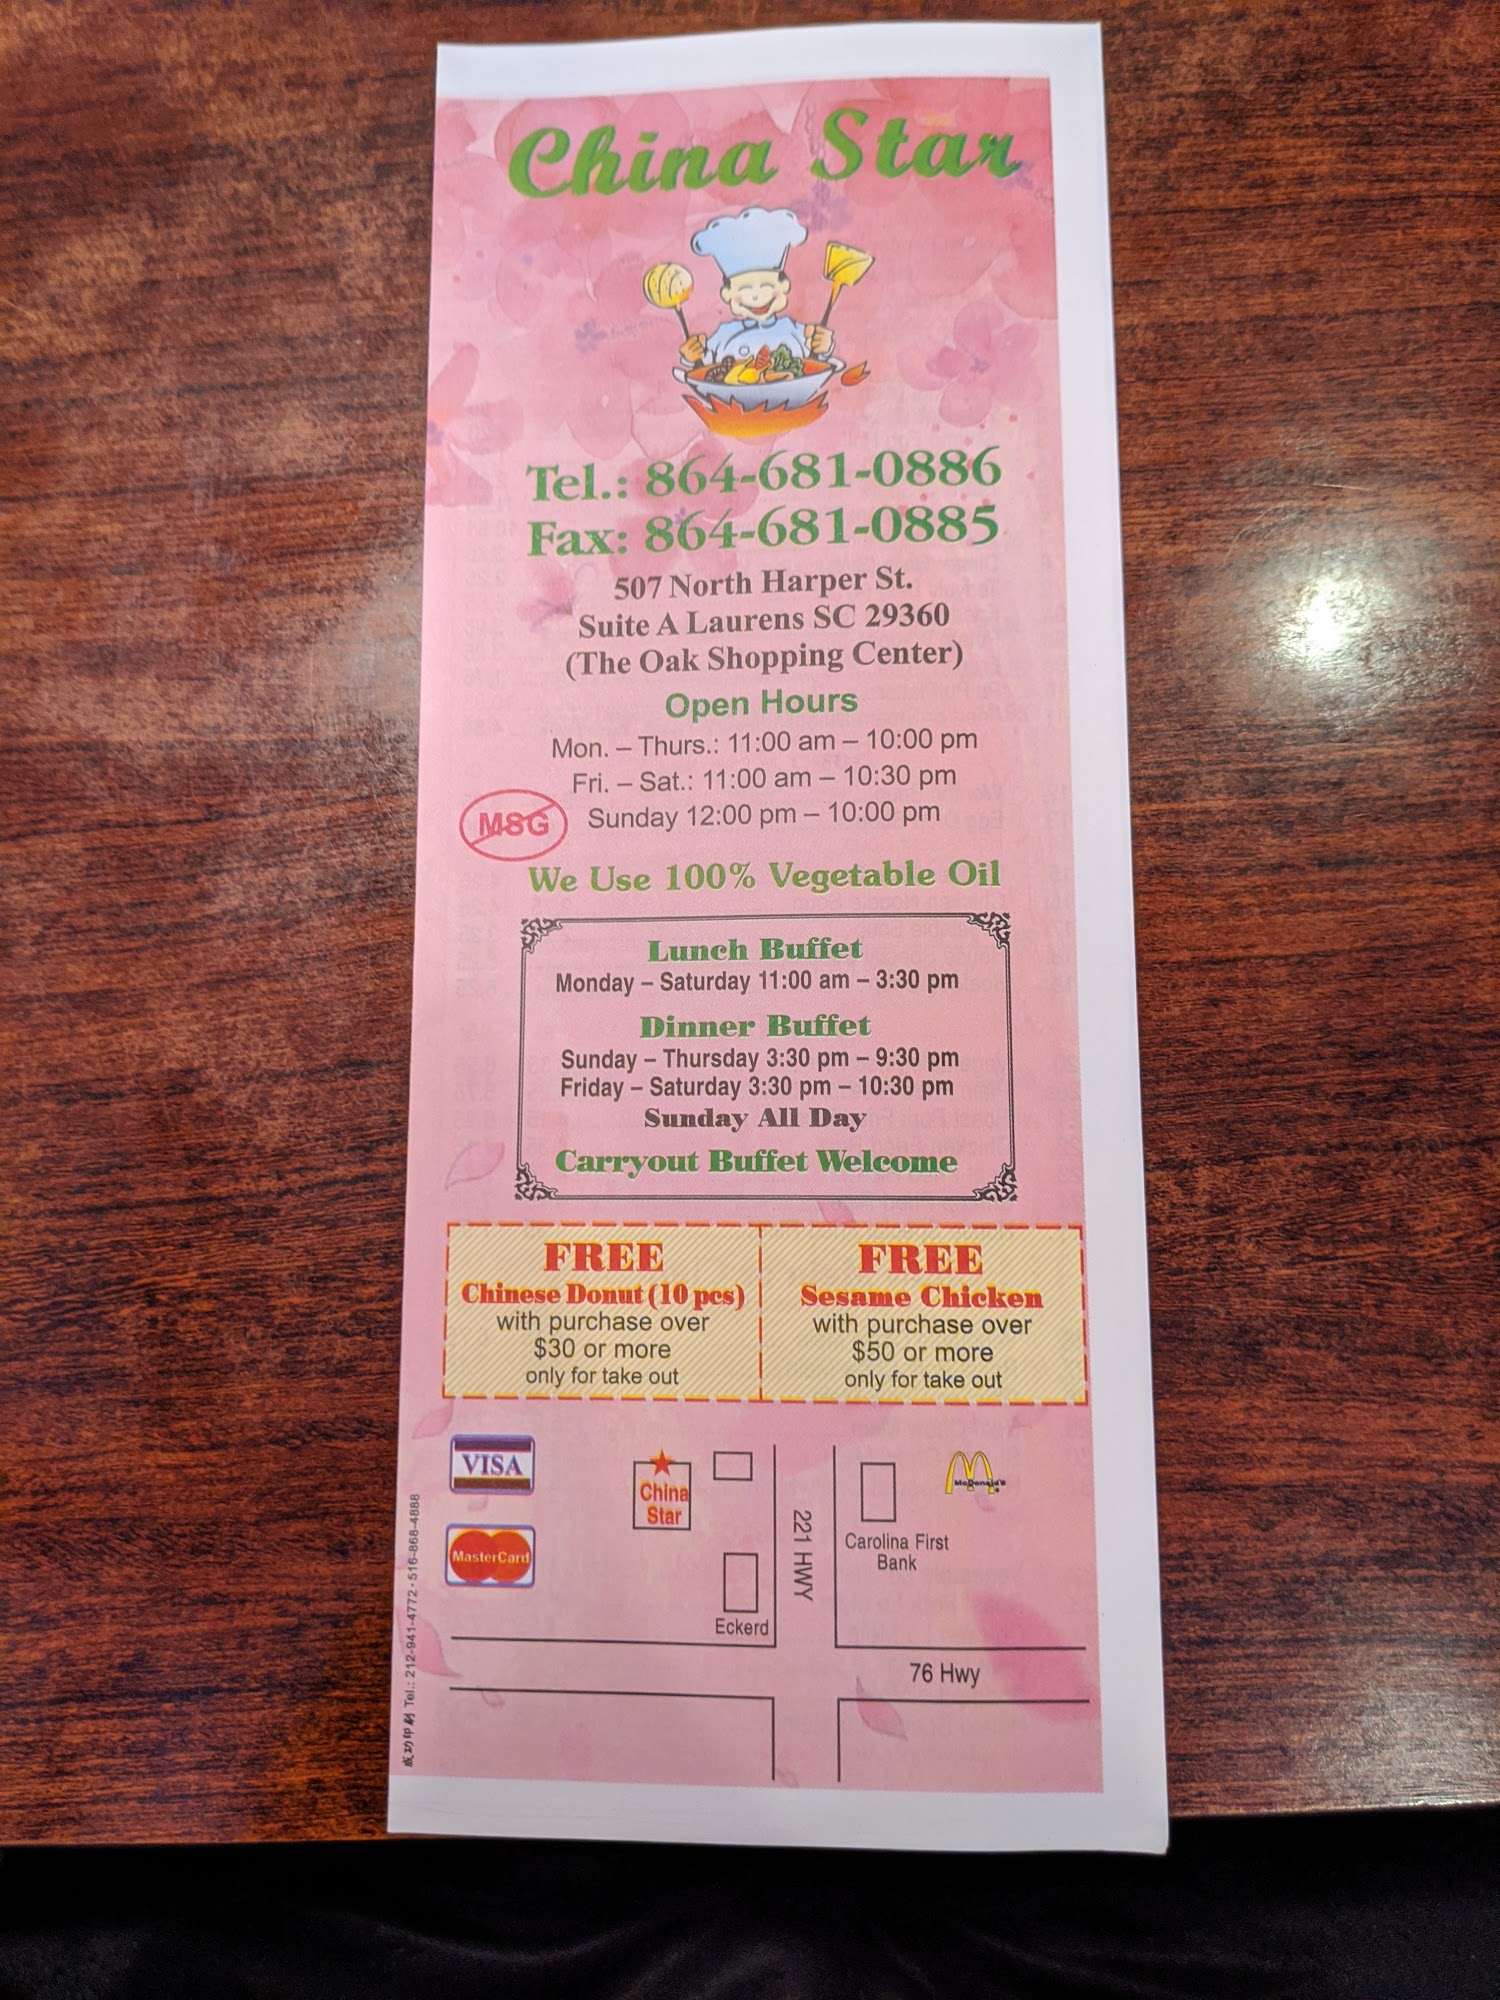 China Star
Tel.: 864-681-0886
Fax: 864-681-0885
507 North Harper St.
Suite A Laurens SC 29360
(The Oak Shopping Center)
Open Hours
Mon. – Thurs.: 11:00 am – 10:00 pm
Fri. – Sat.: 11:00 am – 10:30 pm
MSG
Sunday 12:00 pm – 10:00 pm
We Use 100% Vegetable Oil
Lunch Buffet
Monday – Saturday 11:00 am – 3:30 pm
Dinner Buffet
Sunday – Thursday 3:30 pm – 9:30 pm
Friday – Saturday 3:30 pm – 10:30 pm
Sunday All Day
Carryout Buffet Welcome
FREE
Chinese Donut (10 pcs)
with purchase over
$30 or more
only for take out
FREE
Sesame Chicken
with purchase over
$50 or more
only for take out
VISA
MasterCard
China
Star
Eckerd
221 HWY
Carolina First
Bank
McDonald's
76 Hwy
成功印刷 Tel.: 212-941-4772 • 516-868-4888